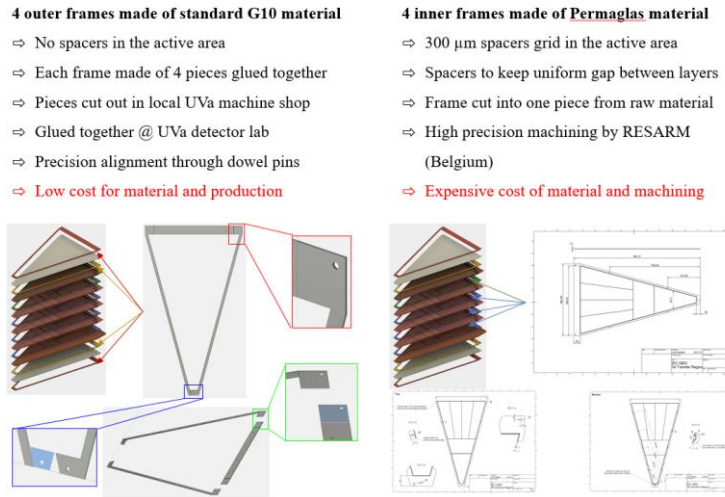 4 outer frames made of standard G10 material
⇨ No spacers in the active area
⇨ Each frame made of 4 pieces glued together
⇨ Pieces cut out in local UVa machine shop
⇨ Glued together @ UVa detector lab
⇨ Precision alignment through dowel pins
⇨ Low cost for material and production
4 inner frames made of Permaglas material
⇨ 300 µm spacers grid in the active area
⇨ Spacers to keep uniform gap between layers
⇨ Frame cut into one piece from raw material
⇨ High precision machining by RESARM
(Belgium)
⇨ Expensive cost of material and machining